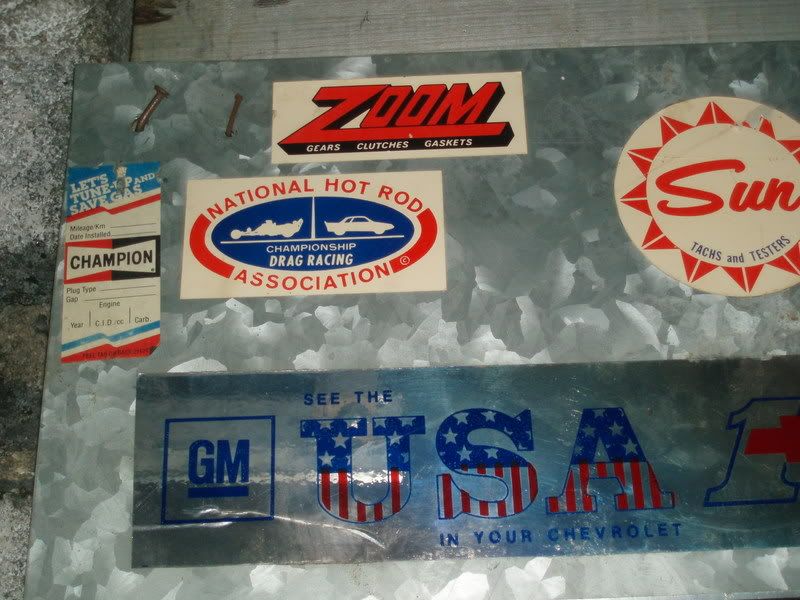 ZOOM
GEARS CLUTCHES GASKETS
LET'S
TUNE-UP AND
SAVE GAS
Mileage/Km
Date Installed
CHAMPION
Plug Type
Gap
Engine
Year C.I.D./cc Carb.
NATIONAL HOT ROD
CHAMPIONSHIP
DRAG RACING
ASSOCIATION ©
Sun
TACHS and TESTERS
GM
SEE THE
USA
IN YOUR CHEVROLET
1